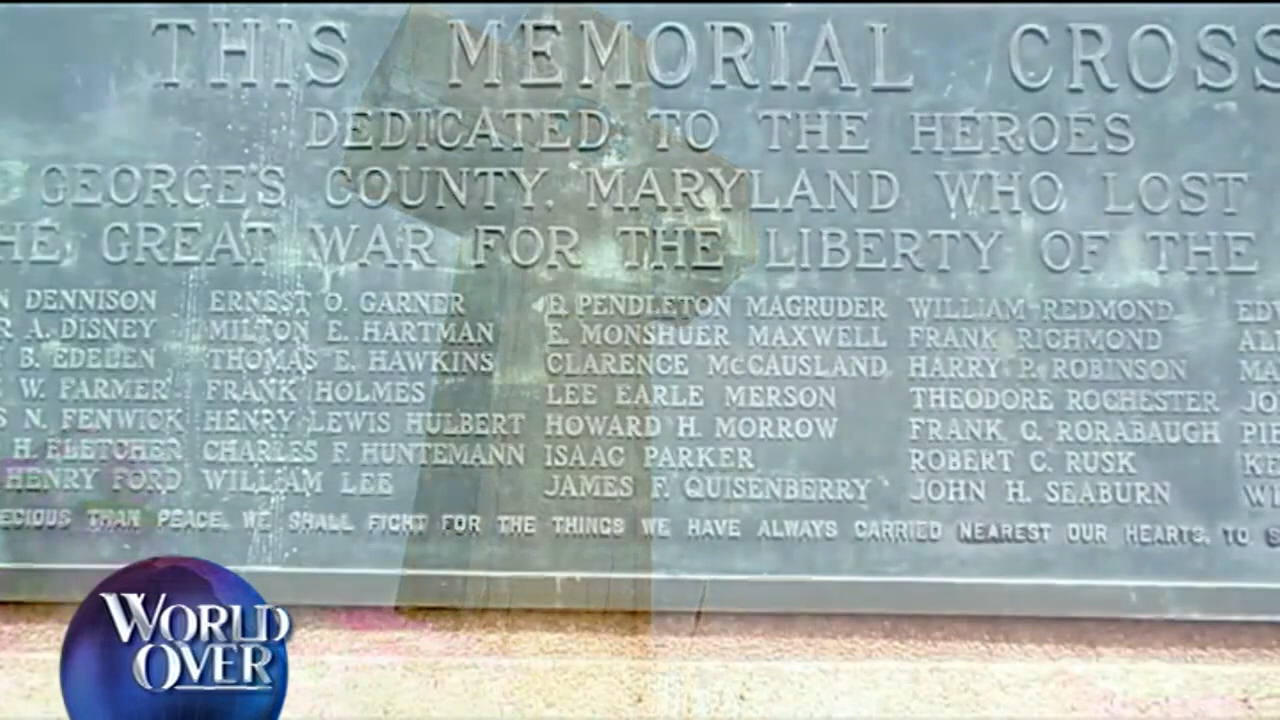 THIS MEMORIAL CROSS
DEDICATED TO THE HEROES
GEORGE'S COUNTY, MARYLAND WHO LOST
HE GREAT WAR FOR THE LIBERTY OF THE
N DENNISON ERNEST O. GARNER E. PENDLETON MAGRUDER WILLIAM REDMOND
R A. DISNEY MILTON E. HARTMAN E. MONSHUER MAXWELL FRANK RICHMOND
B. EDELEN THOMAS E. HAWKINS CLARENCE McCAUSLAND HARRY P. ROBINSON
W. FARMER FRANK HOLMES LEE EARLE MERSON THEODORE ROCHESTER
S N. FENWICK HENRY LEWIS HULBERT HOWARD H. MORROW FRANK C. RORABAUGH
H. FLETCHER CHARLES F. HUNTEMANN ISAAC PARKER ROBERT C. RUSK
HENRY FORD WILLIAM LEE JAMES F. QUISENBERRY JOHN H. SEABURN
ECIOUS THAN PEACE. WE SHALL FIGHT FOR THE THINGS WE HAVE ALWAYS CARRIED NEAREST OUR HEARTS. TO
WORLD
OVER